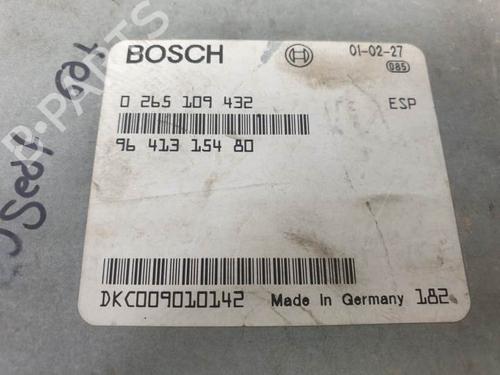 BOSCH 01-02-27
085
0 265 109 432 ESP
96 413 154 80
DKC009010142 Made in Germany 182